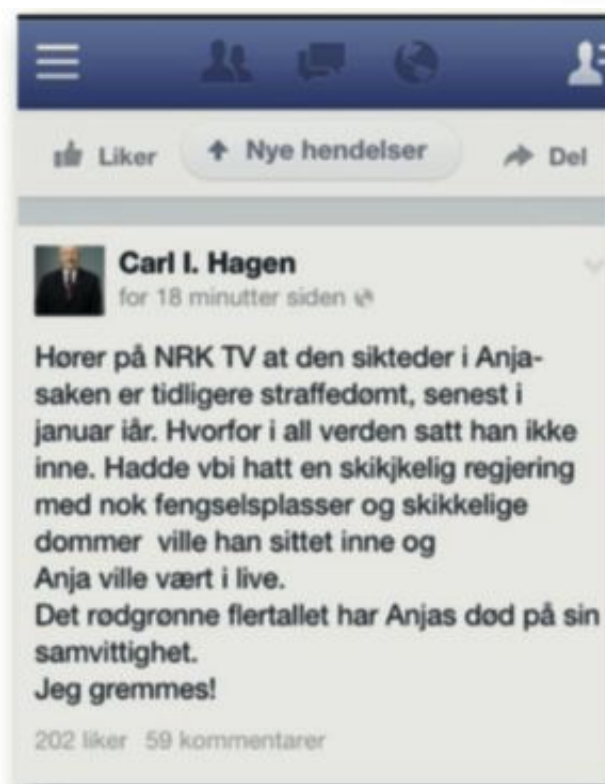 Liker Nye hendelser Del
Carl I. Hagen
for 18 minutter siden
Hører på NRK TV at den sikteder i Anja-
saken er tidligere straffedømt, senest i
januar iår. Hvorfor i all verden satt han ikke
inne. Hadde vbi hatt en skikjkelig regjering
med nok fengselsplasser og skikkelige
dommer  ville han sittet inne og
Anja ville vært i live.
Det rødgrønne flertallet har Anjas død på sin
samvittighet.
Jeg gremmes!
202 liker 59 kommentarer